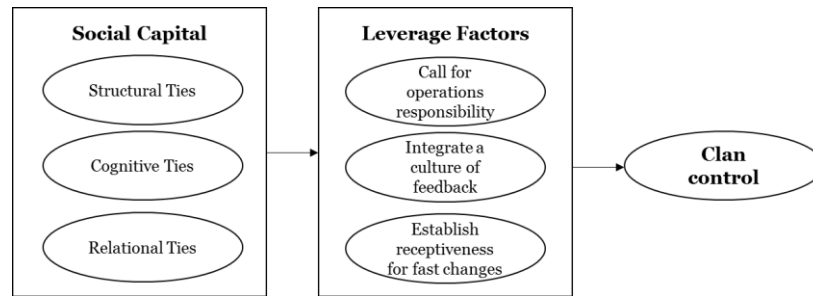 Social Capital
Structural Ties
Cognitive Ties
Relational Ties
Leverage Factors
Call for
operations
responsibility
Integrate a
culture of
feedback
Establish
receptiveness
for fast changes
Clan
control